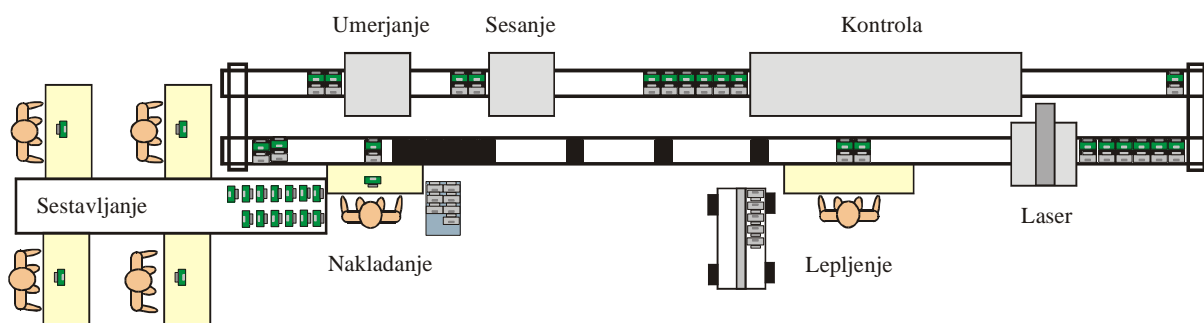 Umerjanje
Sesanje
Kontrola
Sestavljanje
Laser
Nakladanje
Lepljenje